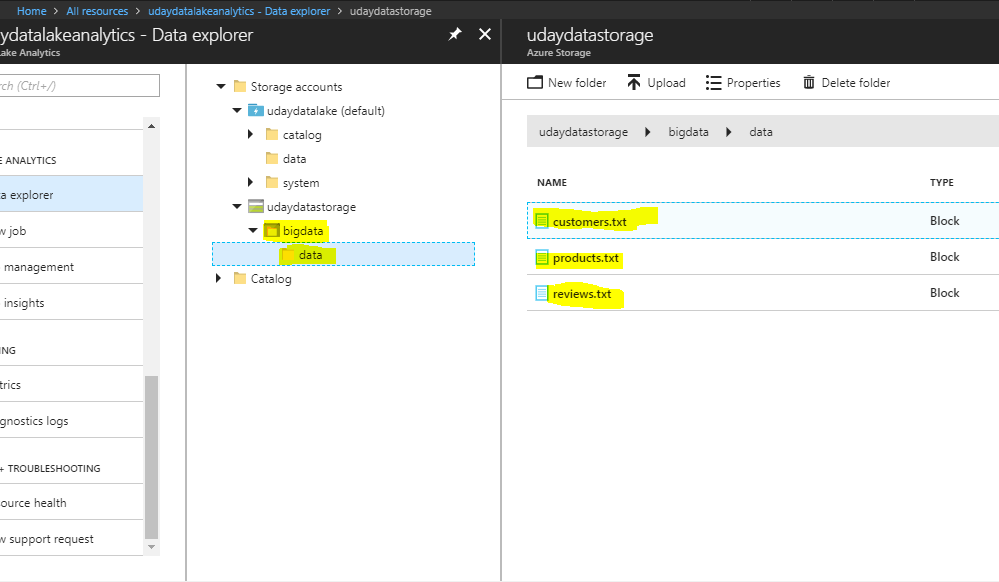 Home > All resources > udaydatalakeanalytics - Data explorer > udaydatastorage
ydatalakeanalytics - Data explorer
ake Analytics
rch (Ctrl+/)
E ANALYTICS
a explorer
w job
management
insights
NG
trics
gnostics logs
+ TROUBLESHOOTING
ource health
w support request
Storage accounts
udaydatalake (default)
catalog
data
system
udaydatastorage
bigdata
data
Catalog
udaydatastorage
Azure Storage
New folder Upload Properties Delete folder
udaydatastorage bigdata data
NAME TYPE
customers.txt Block
products.txt Block
reviews.txt Block